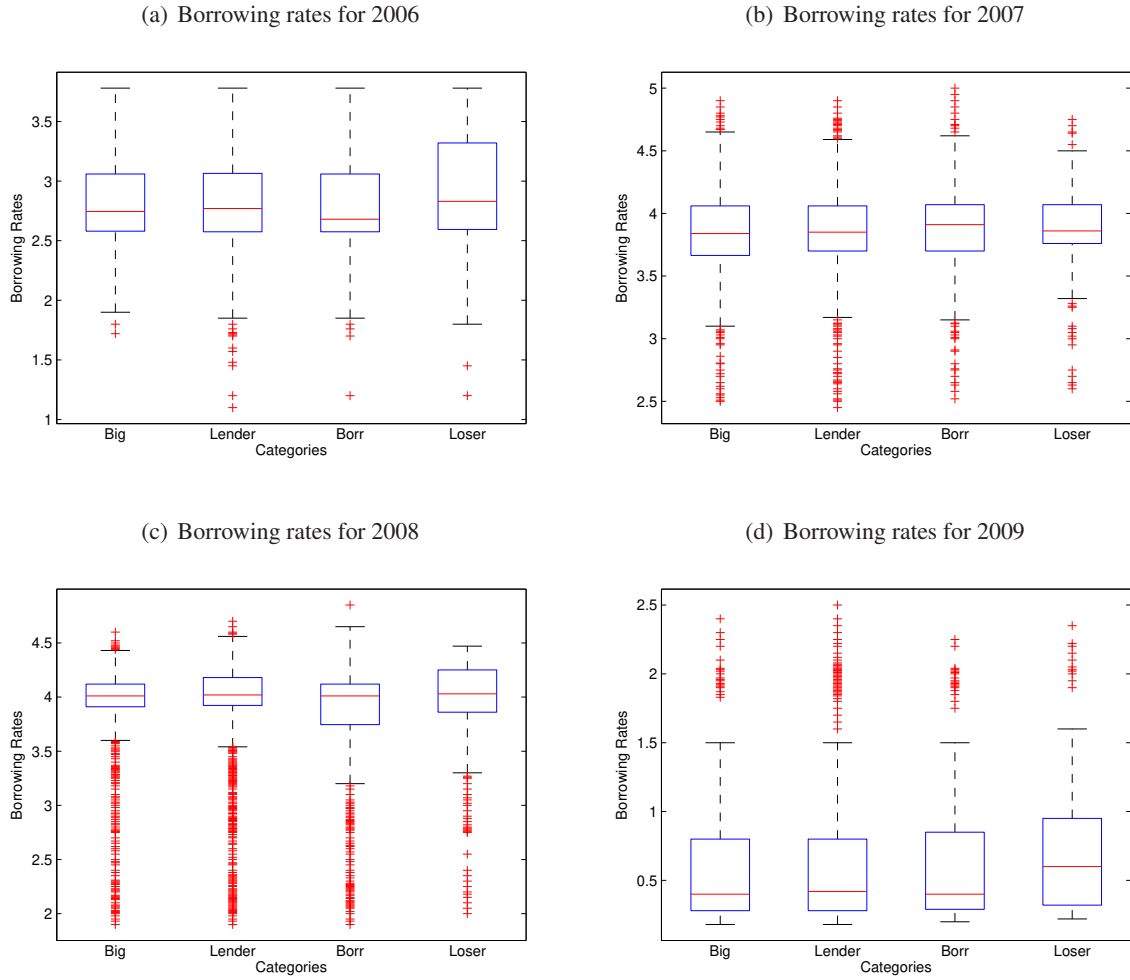 (a) Borrowing rates for 2006
3.5
3
2.5
2
1.5
1
Borrowing Rates
Big Lender Borr Loser
Categories
(b) Borrowing rates for 2007
5
4.5
4
3.5
3
2.5
Borrowing Rates
Big Lender Borr Loser
Categories
(c) Borrowing rates for 2008
4.5
4
3.5
3
2.5
2
Borrowing Rates
Big Lender Borr Loser
Categories
(d) Borrowing rates for 2009
2.5
2
1.5
1
0.5
Borrowing Rates
Big Lender Borr Loser
Categories